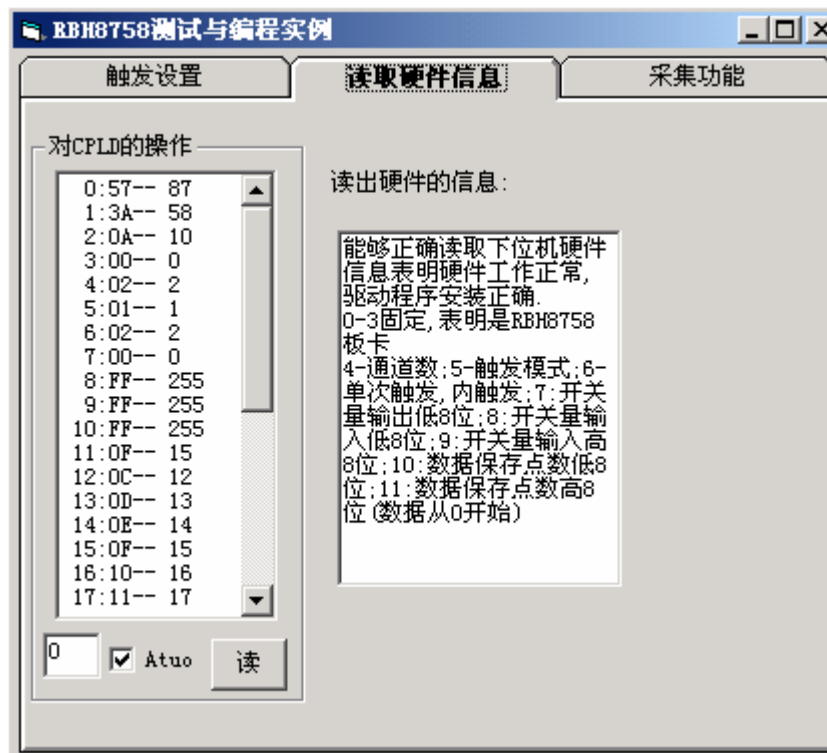 RBH8758测试与编程实例
触发设置
读取硬件信息
采集功能
对CPLD的操作
0:57-- 87
1:3A-- 58
2:0A-- 10
3:00-- 0
4:02-- 2
5:01-- 1
6:02-- 2
7:00-- 0
8:FF-- 255
9:FF-- 255
10:FF-- 255
11:0F-- 15
12:0C-- 12
13:0D-- 13
14:0E-- 14
15:0F-- 15
16:10-- 16
17:11-- 17
0
Atuo
读
读出硬件的信息:
能够正确读取下位机硬件
信息表明硬件工作正常,
驱动程序安装正确.
0-3固定,表明是RBH8758
板卡
4-通道数;5-触发模式;6-
单次触发,内触发;7:开关
量输出低8位;8:开关量输
入低8位;9:开关量输入高
8位;10:数据保存点数低8
位;11:数据保存点数高8
位(数据从0开始)